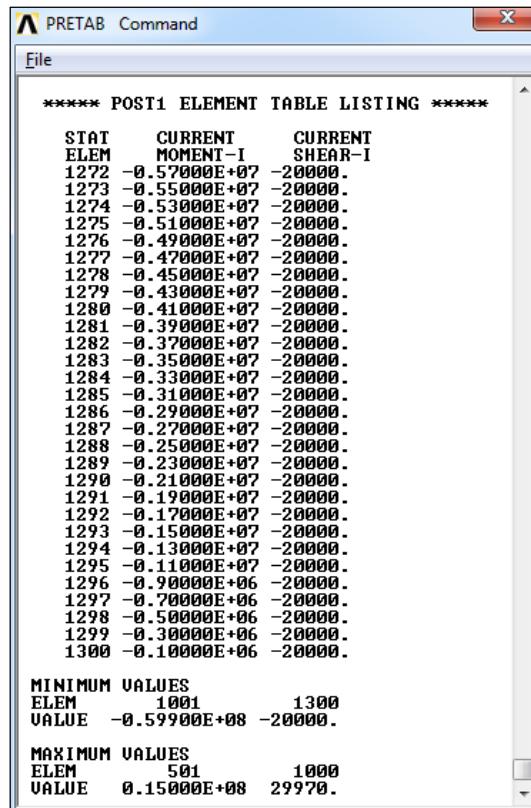 PRETAB Command
File
***** POST1 ELEMENT TABLE LISTING *****
STAT CURRENT CURRENT
ELEM MOMENT-I SHEAR-I
1272 -0.57000E+07 -20000.
1273 -0.55000E+07 -20000.
1274 -0.53000E+07 -20000.
1275 -0.51000E+07 -20000.
1276 -0.49000E+07 -20000.
1277 -0.47000E+07 -20000.
1278 -0.45000E+07 -20000.
1279 -0.43000E+07 -20000.
1280 -0.41000E+07 -20000.
1281 -0.39000E+07 -20000.
1282 -0.37000E+07 -20000.
1283 -0.35000E+07 -20000.
1284 -0.33000E+07 -20000.
1285 -0.31000E+07 -20000.
1286 -0.29000E+07 -20000.
1287 -0.27000E+07 -20000.
1288 -0.25000E+07 -20000.
1289 -0.23000E+07 -20000.
1290 -0.21000E+07 -20000.
1291 -0.19000E+07 -20000.
1292 -0.17000E+07 -20000.
1293 -0.15000E+07 -20000.
1294 -0.13000E+07 -20000.
1295 -0.11000E+07 -20000.
1296 -0.90000E+06 -20000.
1297 -0.70000E+06 -20000.
1298 -0.50000E+06 -20000.
1299 -0.30000E+06 -20000.
1300 -0.10000E+06 -20000.
MINIMUM VALUES
ELEM 1001 1300
VALUE -0.59900E+08 -20000.
MAXIMUM VALUES
ELEM 501 1000
VALUE 0.15000E+08 29970.